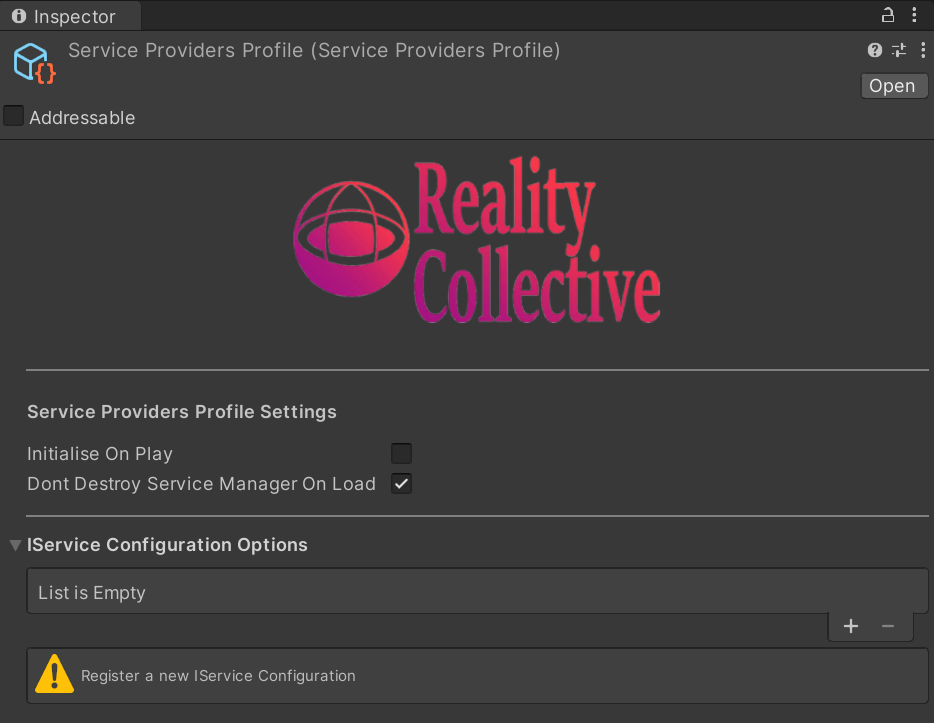 Inspector
Service Providers Profile (Service Providers Profile)
Open
Addressable
Reality
Collective
Service Providers Profile Settings
Initialise On Play
Dont Destroy Service Manager On Load
IService Configuration Options
List is Empty
Register a new IService Configuration